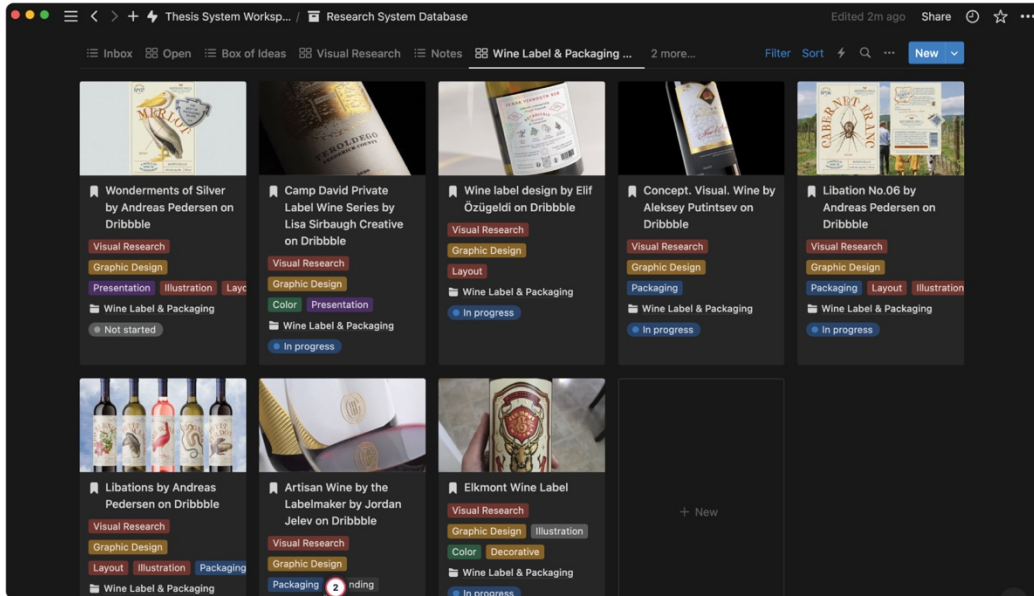 Thesis System Worksp... / Research System Database
Edited 2m ago Share
Inbox Open Box of Ideas Visual Research Notes Wine Label & Packaging ... 2 more...
Filter Sort New
MERLOT
TEROLDEGO
FREDERICK COUNTY
CABERNET FRANC
Wonderments of Silver
by Andreas Pedersen on
Dribbble
Visual Research
Graphic Design
Presentation Illustration Layo
Wine Label & Packaging
Not started
Camp David Private
Label Wine Series by
Lisa Sirbaugh Creative
on Dribbble
Visual Research
Graphic Design
Color Presentation
Wine Label & Packaging
In progress
Wine label design by Elif
Özügeldi on Dribbble
Visual Research
Graphic Design
Layout
Wine Label & Packaging
In progress
Concept. Visual. Wine by
Aleksey Putintsev on
Dribbble
Visual Research
Graphic Design
Packaging
Wine Label & Packaging
In progress
Libation No.06 by
Andreas Pedersen on
Dribbble
Visual Research
Graphic Design
Packaging Layout Illustration
Wine Label & Packaging
In progress
Libations by Andreas
Pedersen on Dribbble
Visual Research
Graphic Design
Layout Illustration Packaging
Wine Label & Packaging
Artisan Wine by the
Labelmaker by Jordan
Jelev on Dribbble
Visual Research
Graphic Design
Packaging nding
2
Elkmont Wine Label
Visual Research
Graphic Design Illustration
Color Decorative
Wine Label & Packaging
In progress
+ New